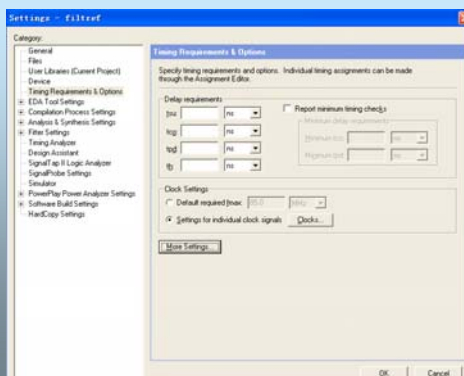 Settings - filtref
Category:
General
Files
User Libraries (Current Project)
Device
Timing Requirements & Options
EDA Tool Settings
Compilation Process Settings
Analysis & Synthesis Settings
Fitter Settings
Timing Analyzer
Design Assistant
SignalTap II Logic Analyzer
SignalProbe Settings
Simulator
PowerPlay Power Analyzer Settings
Software Build Settings
HardCopy Settings
Timing Requirements & Options
Specify timing requirements and options. Individual timing assignments can be made
through the Assignment Editor.
Delay requirements
tsu: ns
tco: ns
tpd: ns
th: ns
Report minimum timing checks
Minimum delay requirements
Minimum tco: ns
Minimum tpd: ns
Clock Settings
Default required fmax:
Settings for individual clock signals
Clocks...
More Settings...
OK
Cancel